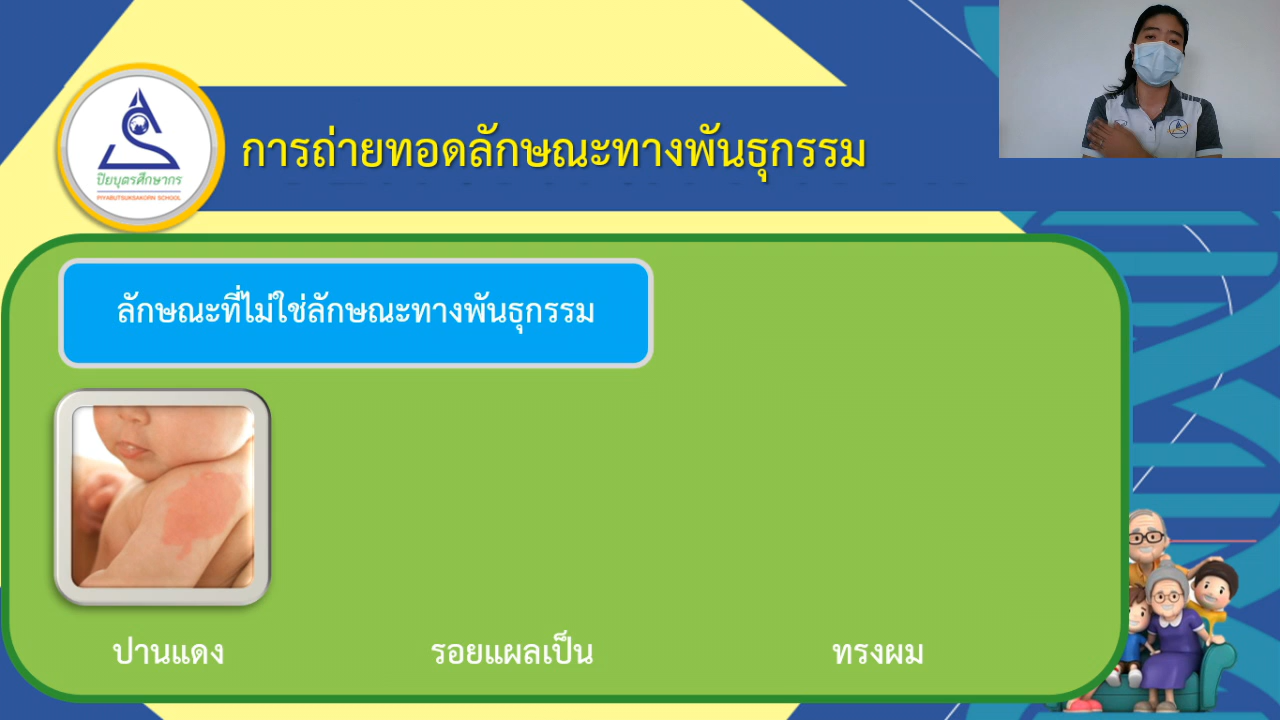 การถ่ายทอดลักษณะทางพันธุกรรม
ปิยบุตรศึกษากร
PIYABUTSUKSAKORN SCHOOL
ลักษณะที่ไม่ใช่ลักษณะทางพันธุกรรม
ปานแดง
รอยแผลเป็น
ทรงผม